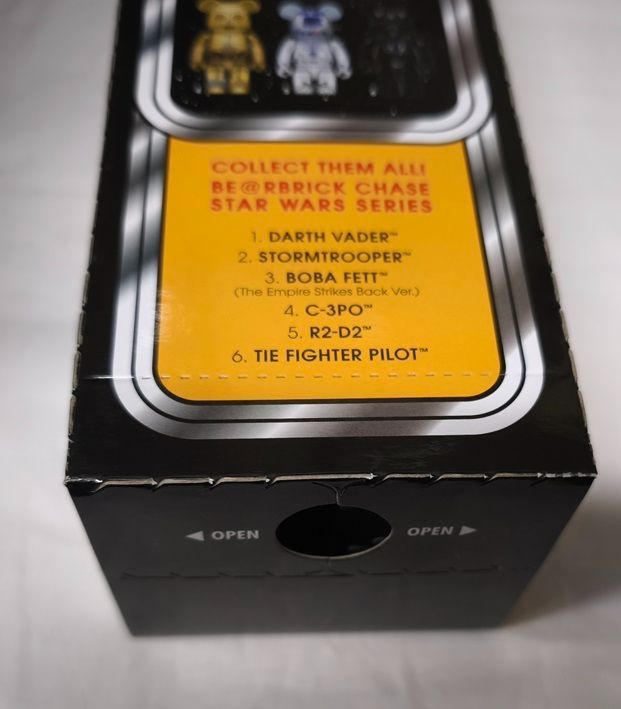 COLLECT THEM ALL!
BE@RBRICK CHASE
STAR WARS SERIES
1. DARTH VADER™
2. STORMTROOPER™
3. BOBA FETT™
(The Empire Strikes Back Ver.)
4. C-3PO™
5. R2-D2™
6. TIE FIGHTER PILOT™
◀ OPEN OPEN ▶